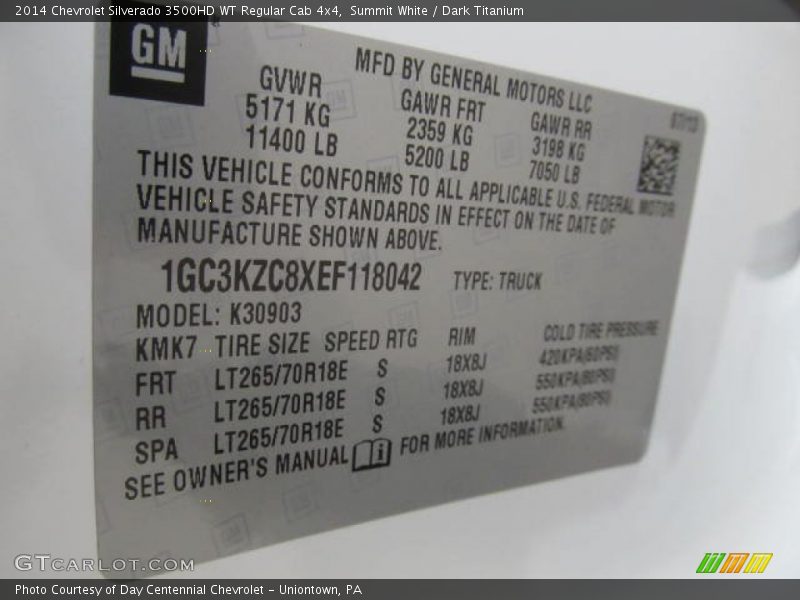 2014 Chevrolet Silverado 3500HD WT Regular Cab 4x4, Summit White / Dark Titanium
GM
MFD BY GENERAL MOTORS LLC
07/13
GVWR GAWR FRT GAWR RR
5171 KG 2359 KG 3198 KG
11400 LB 5200 LB 7050 LB
THIS VEHICLE CONFORMS TO ALL APPLICABLE U.S. FEDERAL MOTOR
VEHICLE SAFETY STANDARDS IN EFFECT ON THE DATE OF
MANUFACTURE SHOWN ABOVE.
1GC3KZC8XEF118042 TYPE: TRUCK
MODEL: K30903
KMK7 TIRE SIZE SPEED RTG RIM COLD TIRE PRESSURE
FRT LT265/70R18E S 18X8J 420KPA(60PSI)
RR LT265/70R18E S 18X8J 550KPA(80PSI)
SPA LT265/70R18E S 18X8J 550KPA(80PSI)
SEE OWNER'S MANUAL i FOR MORE INFORMATION.
GTCARLOT.COM
Photo Courtesy of Day Centennial Chevrolet - Uniontown, PA